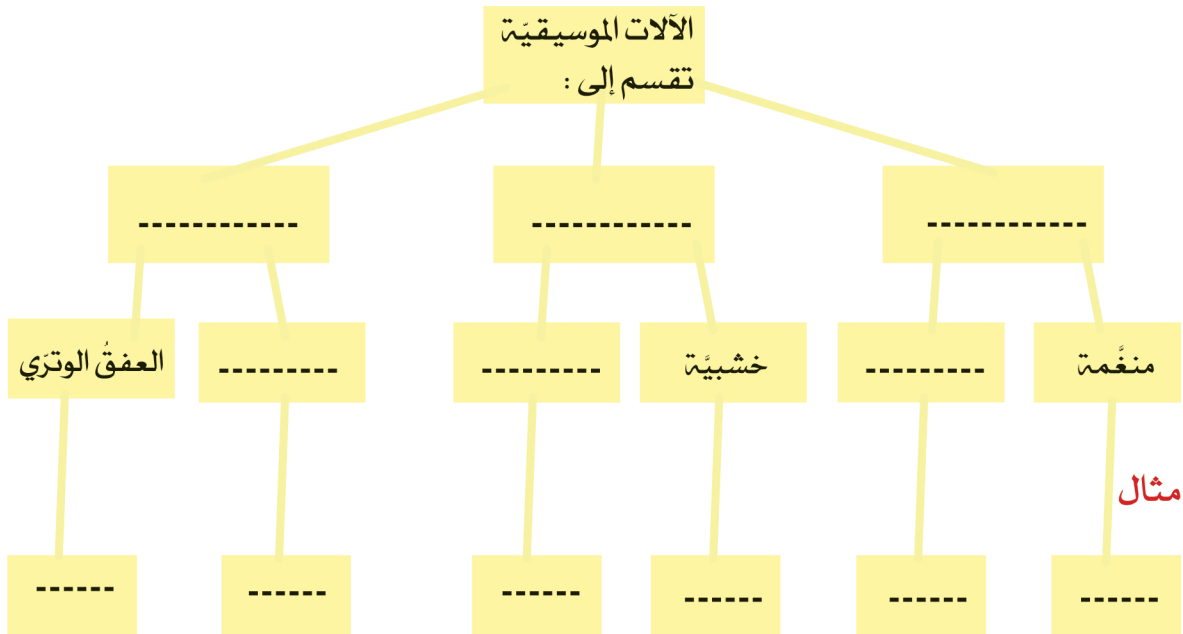 الآلات الموسيقيّة
تقسم إلى :
------------ ------------ ------------
منغَّمة --------- خشبيَّة --------- --------- العفقُ الوترَي
مثال
------ ------ ------ ------ ------ ------